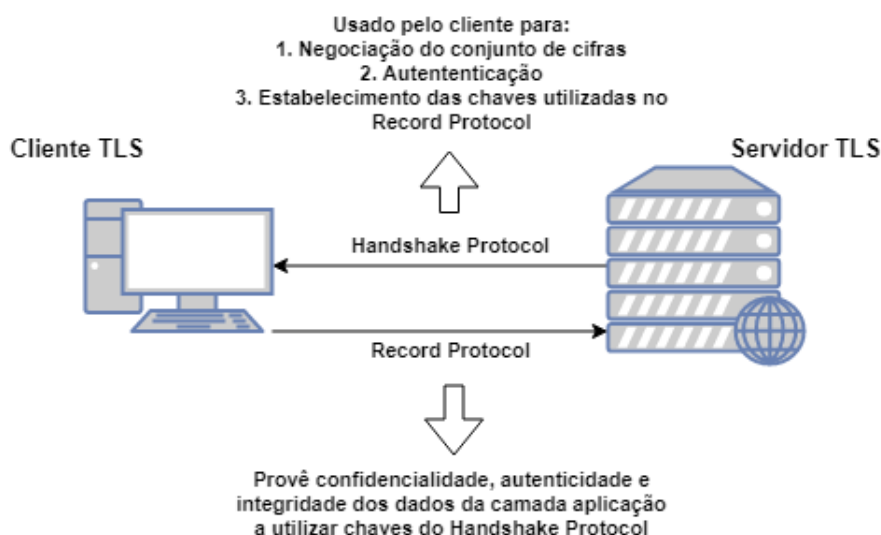 Usado pelo cliente para:
1. Negociação do conjunto de cifras
2. Autententicação
3. Estabelecimento das chaves utilizadas no
Record Protocol
Cliente TLS
Servidor TLS
Handshake Protocol
Record Protocol
Provê confidencialidade, autenticidade e
integridade dos dados da camada aplicação
a utilizar chaves do Handshake Protocol